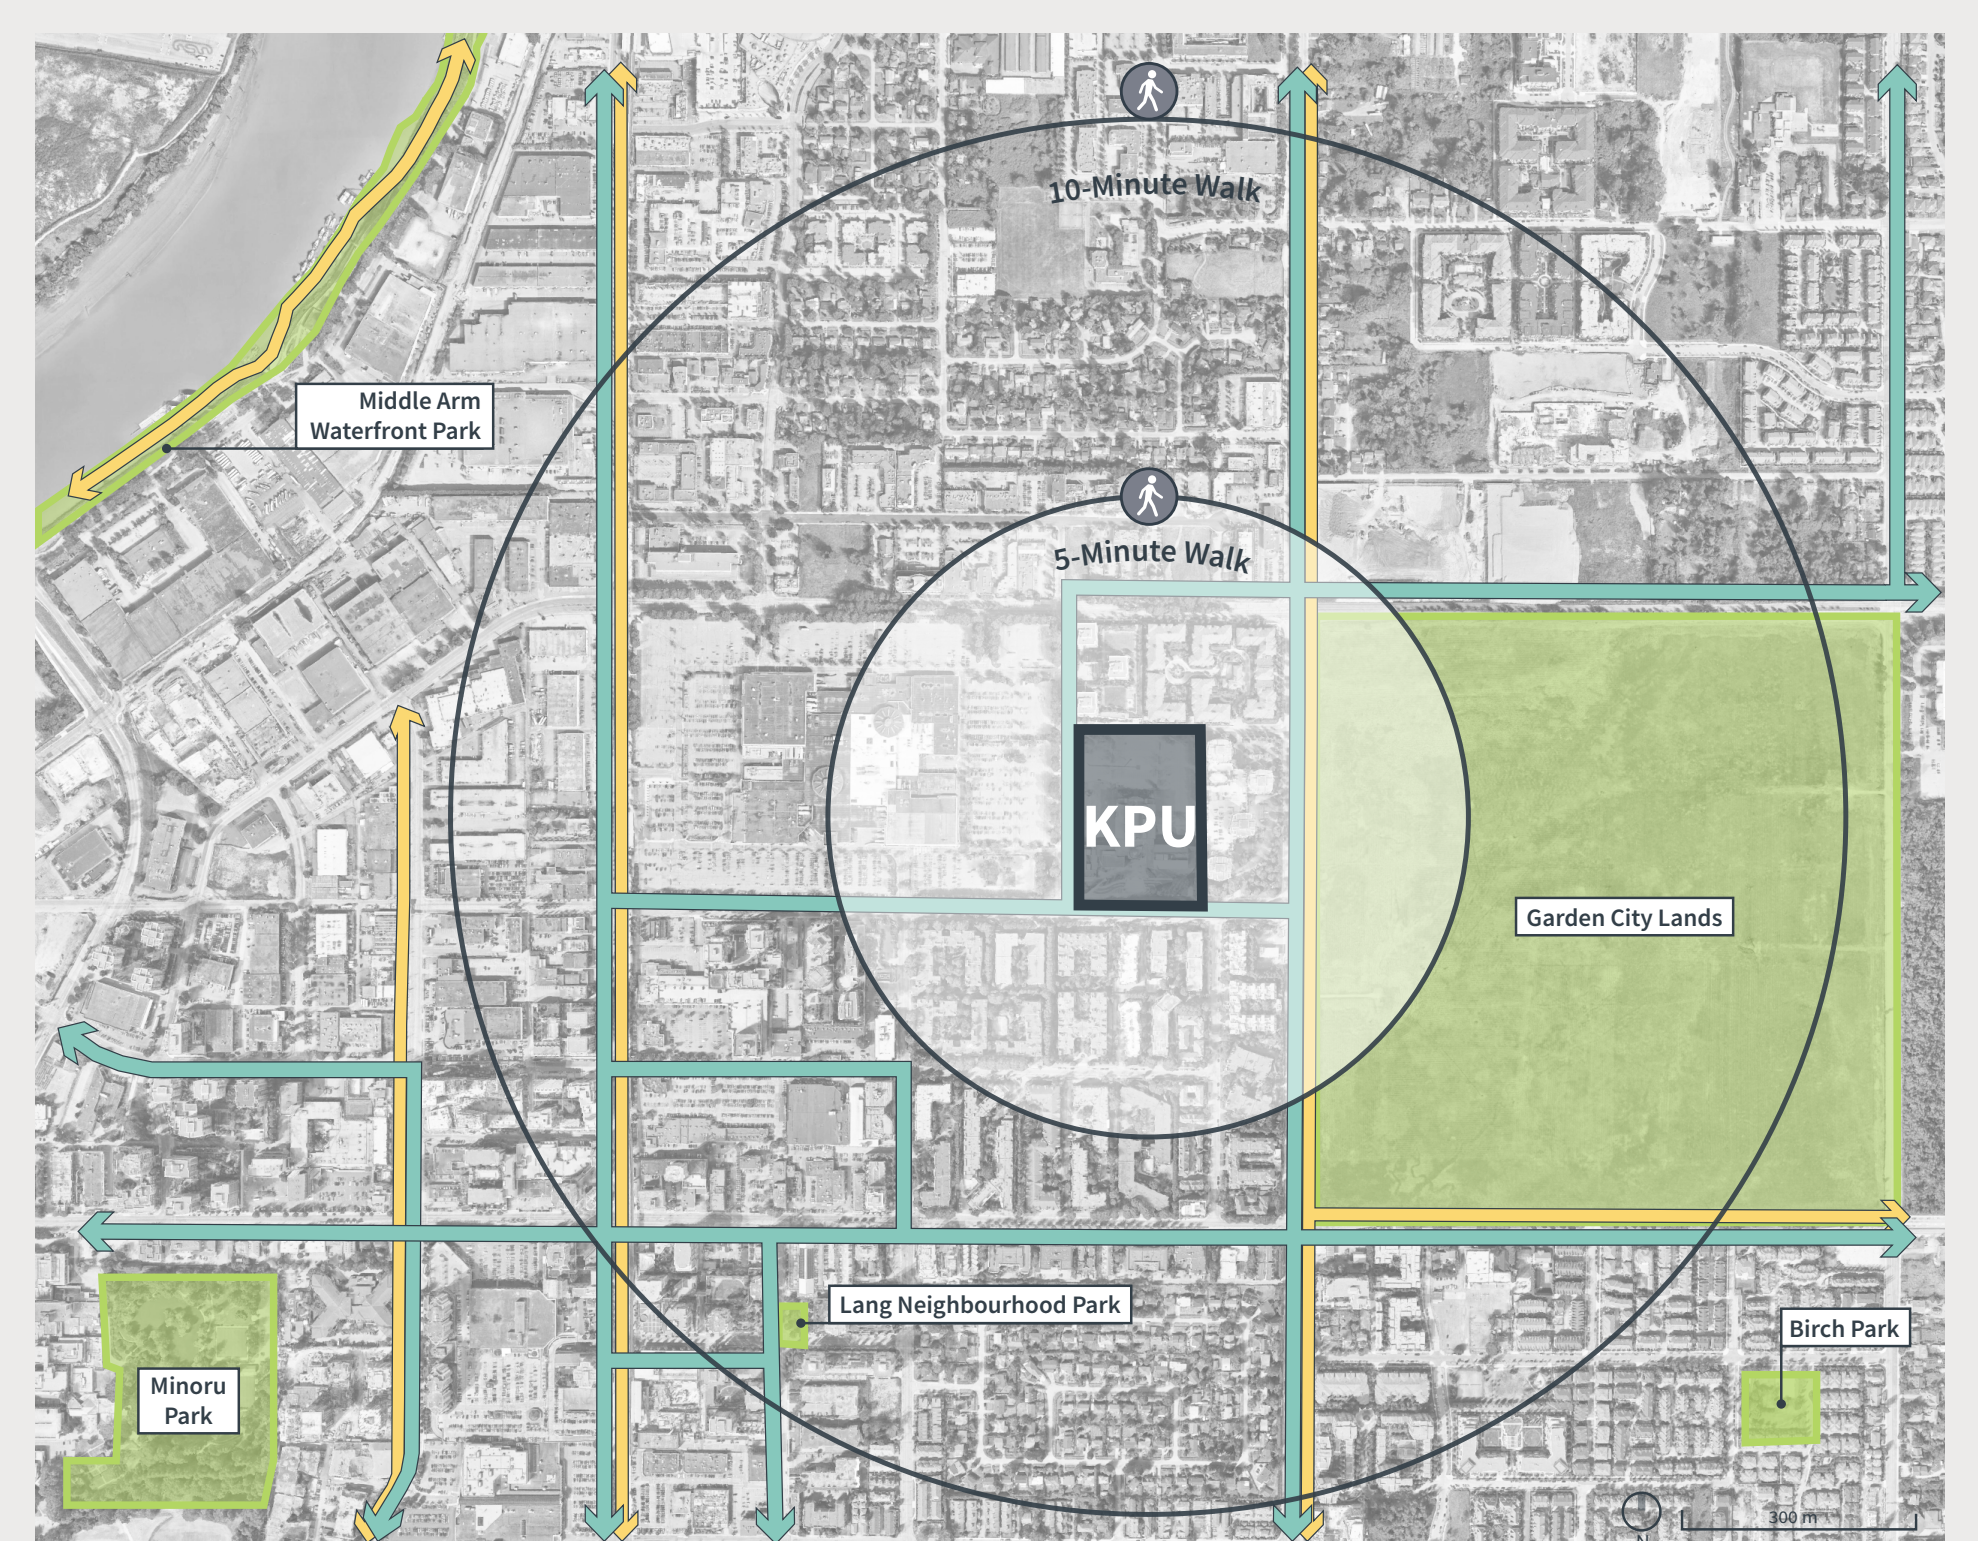 10-Minute Walk
Middle Arm
Waterfront Park
5-Minute Walk
KPU
Garden City Lands
Lang Neighbourhood Park
Birch Park
Minoru
Park
300 m
N